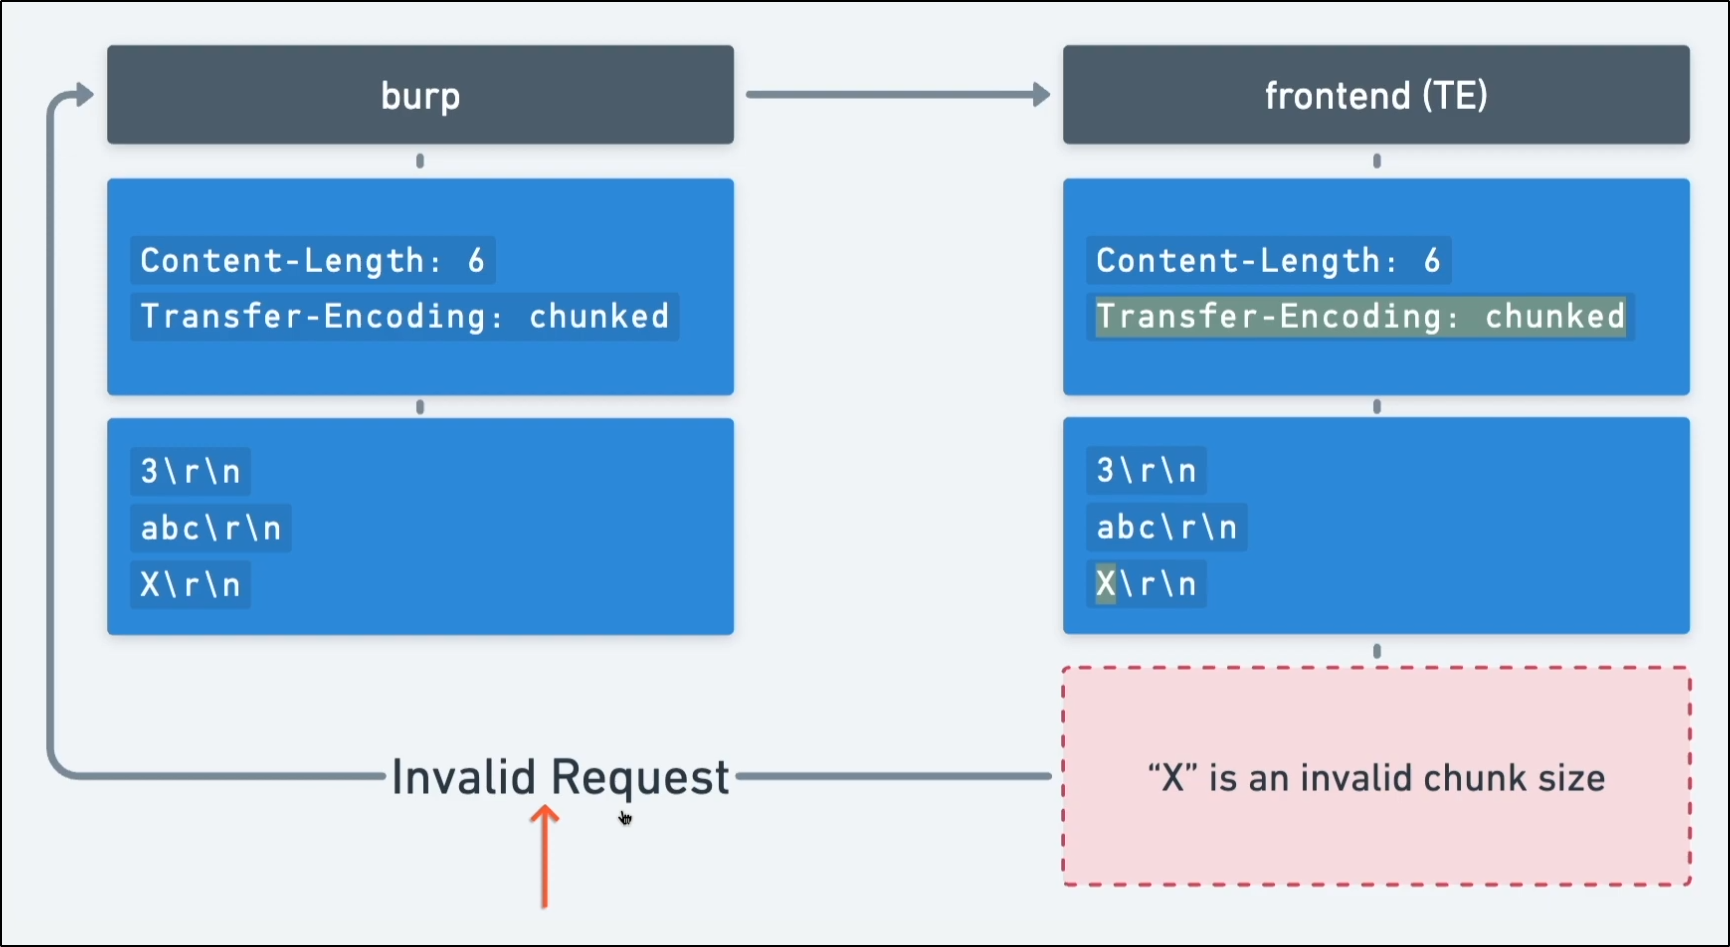 burp
frontend (TE)
Content-Length: 6
Transfer-Encoding: chunked
Content-Length: 6
Transfer-Encoding: chunked
3\r\n
abc\r\n
X\r\n
3\r\n
abc\r\n
X\r\n
Invalid Request
“X” is an invalid chunk size